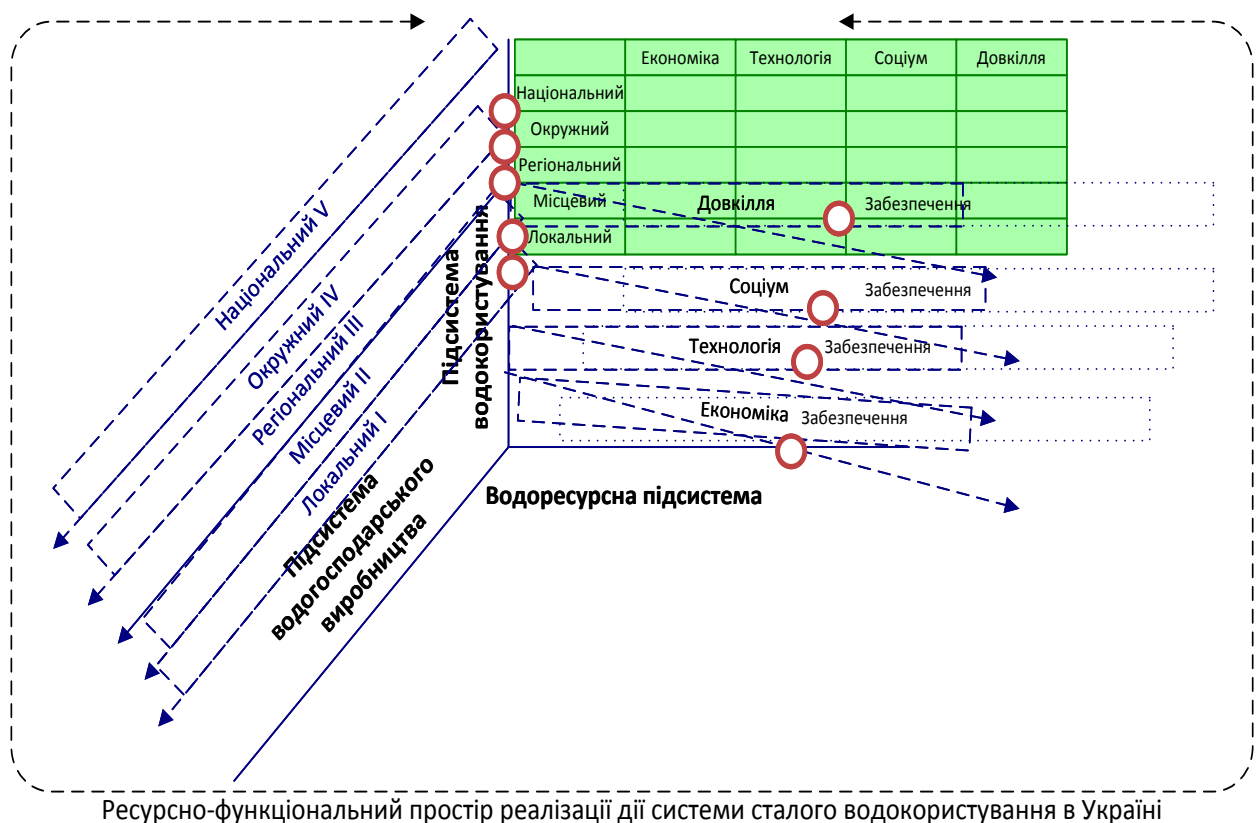 Економіка Технологія Соціум Довкілля
Національний
Окружний
Регіональний
Місцевий
Локальний
Довкілля Забезпечення
Соціум Забезпечення
Технологія Забезпечення
Економіка Забезпечення
Підсистема
водокористування
Водоресурсна підсистема
Національний V
Окружний IV
Регіональний III
Місцевий II
Локальний I
Підсистема
водогосподарського
виробництва
Ресурсно-функціональний простір реалізації дії системи сталого водокористування в Україні